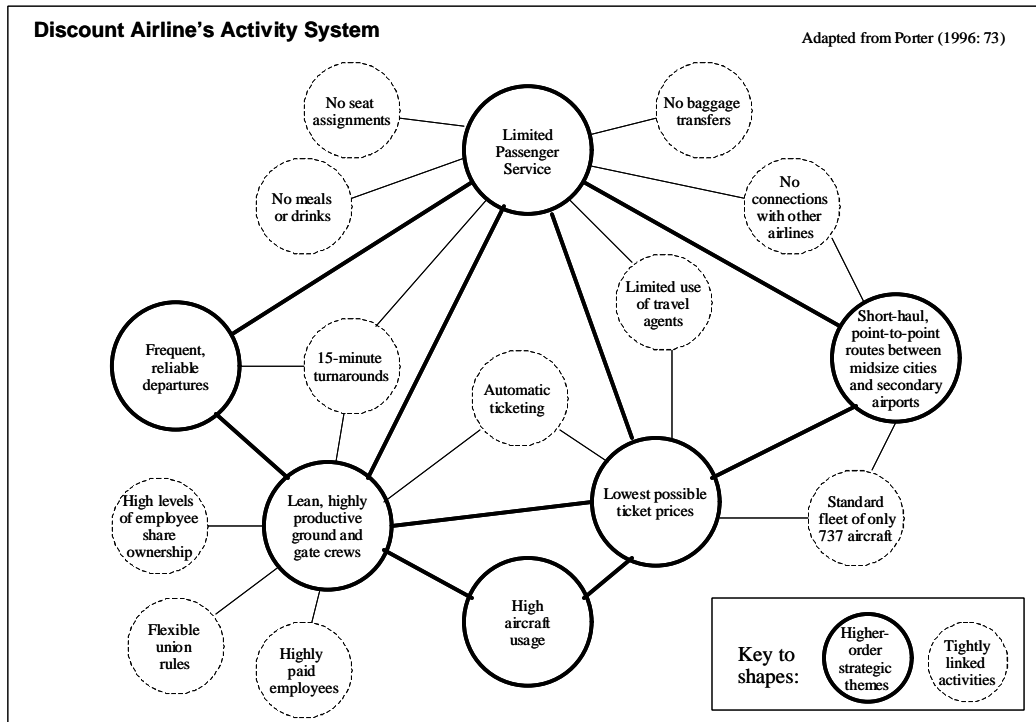 Discount Airline's Activity System
Adapted from Porter (1996: 73)
No seat
assignments
No baggage
transfers
Limited
Passenger
Service
No meals
or drinks
No
connections
with other
airlines
Limited use
of travel
agents
Frequent,
reliable
departures
15-minute
turnarounds
Short-haul,
point-to-point
routes between
midsize cities
and secondary
airports
Automatic
ticketing
High levels
of employee
share
ownership
Lean, highly
productive
ground and
gate crews
Lowest possible
ticket prices
Standard
fleet of only
737 aircraft
High
aircraft
usage
Flexible
union
rules
Highly
paid
employees
Key to
shapes:
Higher-
order
strategic
themes
Tightly
linked
activities